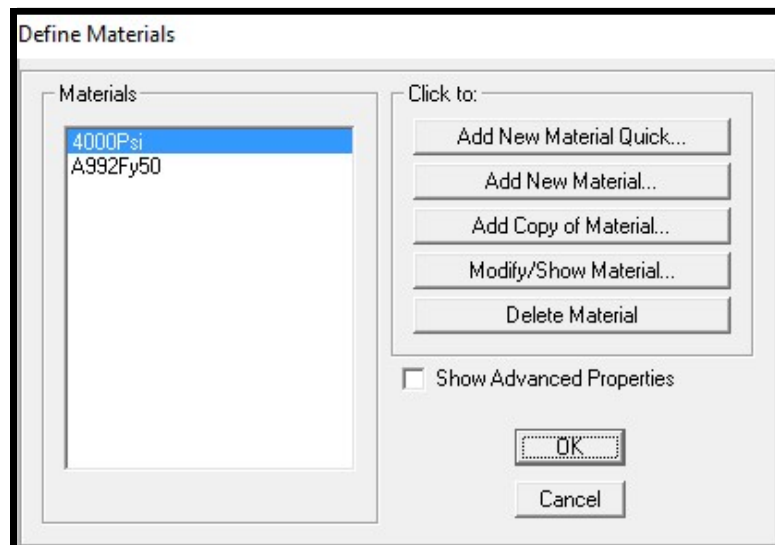 Define Materials
Materials
4000Psi
A992Fy50
Click to:
Add New Material Quick...
Add New Material...
Add Copy of Material...
Modify/Show Material...
Delete Material
Show Advanced Properties
OK
Cancel